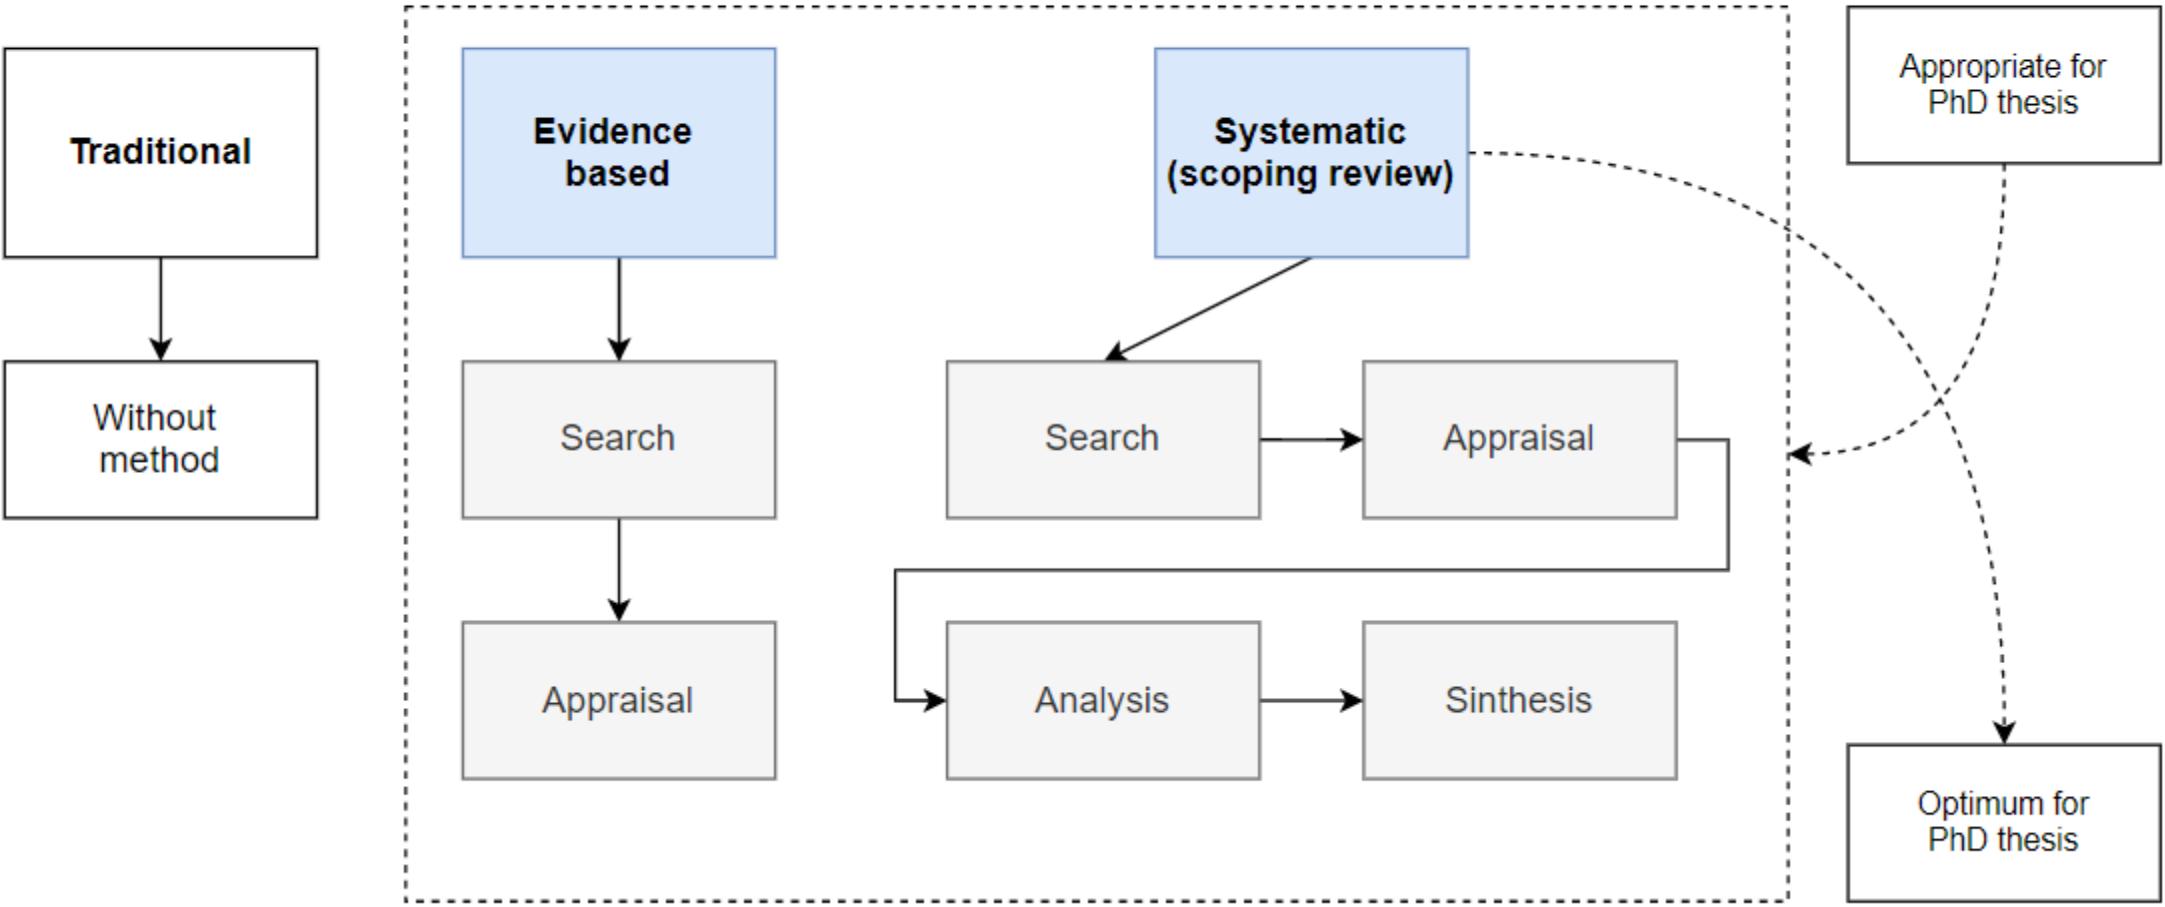 Traditional
Without
method
Evidence
based
Search
Appraisal
Systematic
(scoping review)
Search
Appraisal
Analysis
Sinthesis
Appropriate for
PhD thesis
Optimum for
PhD thesis